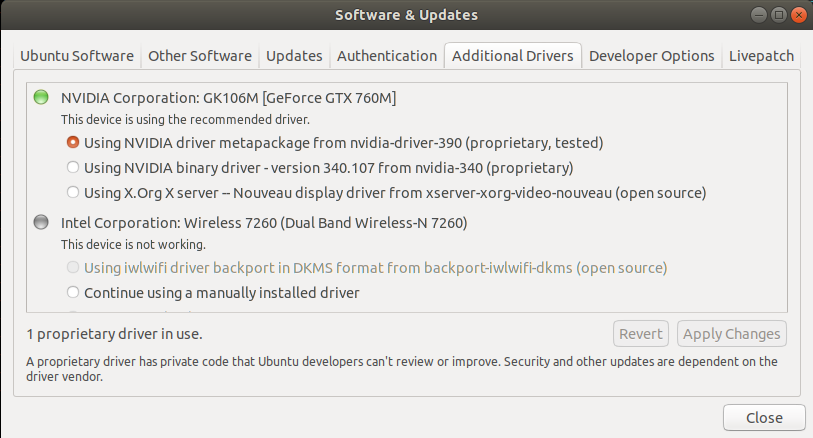 Software & Updates
Ubuntu Software
Other Software
Updates
Authentication
Additional Drivers
Developer Options
Livepatch
NVIDIA Corporation: GK106M [GeForce GTX 760M]
This device is using the recommended driver.
Using NVIDIA driver metapackage from nvidia-driver-390 (proprietary, tested)
Using NVIDIA binary driver - version 340.107 from nvidia-340 (proprietary)
Using X.Org X server -- Nouveau display driver from xserver-xorg-video-nouveau (open source)
Intel Corporation: Wireless 7260 (Dual Band Wireless-N 7260)
This device is not working.
Using iwlwifi driver backport in DKMS format from backport-iwlwifi-dkms (open source)
Continue using a manually installed driver
1 proprietary driver in use.
Revert
Apply Changes
A proprietary driver has private code that Ubuntu developers can't review or improve. Security and other updates are dependent on the
driver vendor.
Close